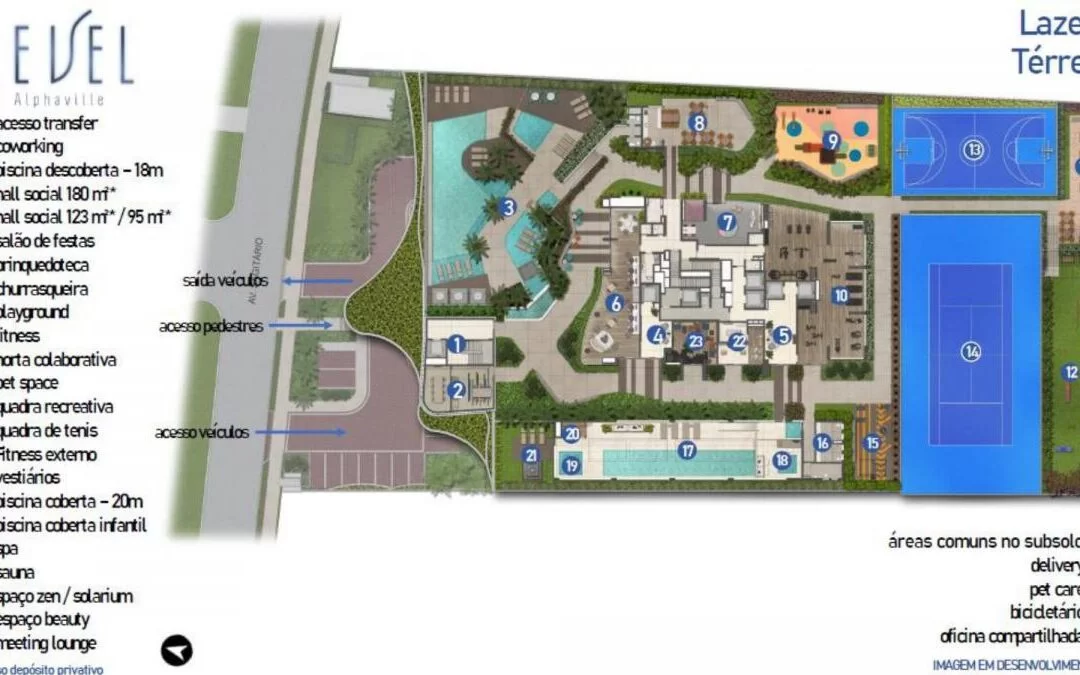 EVEL
Alphaville
acesso transfer
coworking
piscina descoberta – 18m
hall social 180 m²*
hall social 123 m²* / 95 m²*
salão de festas
brinquedoteca
churrasqueira
playground
fitness
horta colaborativa
pet space
quadra recreativa
quadra de tenis
fitness externo
vestiários
piscina coberta – 20m
piscina coberta infantil
spa
sauna
espaço zen / solarium
espaço beauty
meeting lounge
so depósito privativo
AV. SAGITÁRIO
saída veículos
acesso pedestres
acesso veículos
1
2
3
4
5
6
7
8
9
10
12
13
14
15
16
17
18
19
20
21
22
23
Laze
Térre
áreas comuns no subsolo
delivery
pet care
bicicletário
oficina compartilhada
IMAGEM EM DESENVOLVIMEN